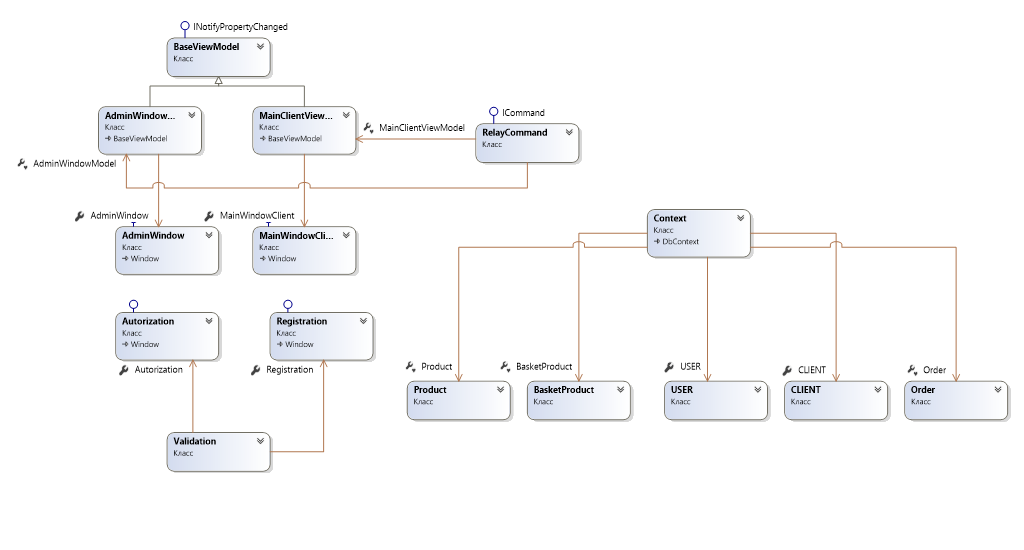 INotifyPropertyChanged
BaseViewModel
Класс
AdminWindow...
Класс
BaseViewModel
MainClientView...
Класс
BaseViewModel
MainClientViewModel
ICommand
RelayCommand
Класс
AdminWindowModel
AdminWindow
AdminWindow
Класс
Window
MainWindowClient
MainWindowCli...
Класс
Window
Context
Класс
DbContext
Autorization
Класс
Window
Autorization
Registration
Класс
Window
Registration
Product
Product
Класс
BasketProduct
BasketProduct
Класс
USER
USER
Класс
CLIENT
CLIENT
Класс
Order
Order
Класс
Validation
Класс